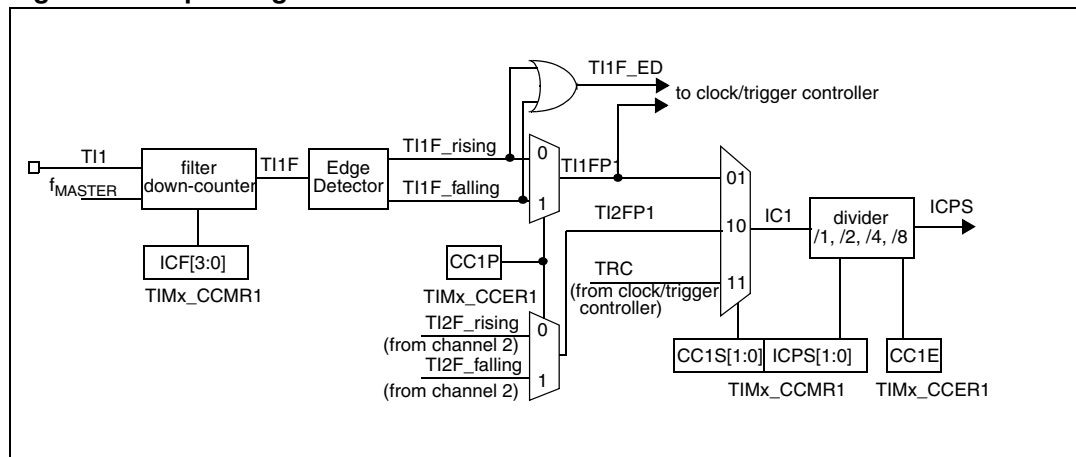 TI1F_ED
to clock/trigger controller
TI1
f_MASTER
filter
down-counter
TI1F
Edge
Detector
TI1F_rising
TI1F_falling
0
1
TI1FP1
TI2FP1
TRC
(from clock/trigger
controller)
01
10
11
IC1
divider
/1, /2, /4, /8
ICPS
ICF[3:0]
TIMx_CCMR1
CC1P
TIMx_CCER1
TI2F_rising
(from channel 2)
TI2F_falling
(from channel 2)
0
1
CC1S[1:0]
ICPS[1:0]
TIMx_CCMR1
CC1E
TIMx_CCER1